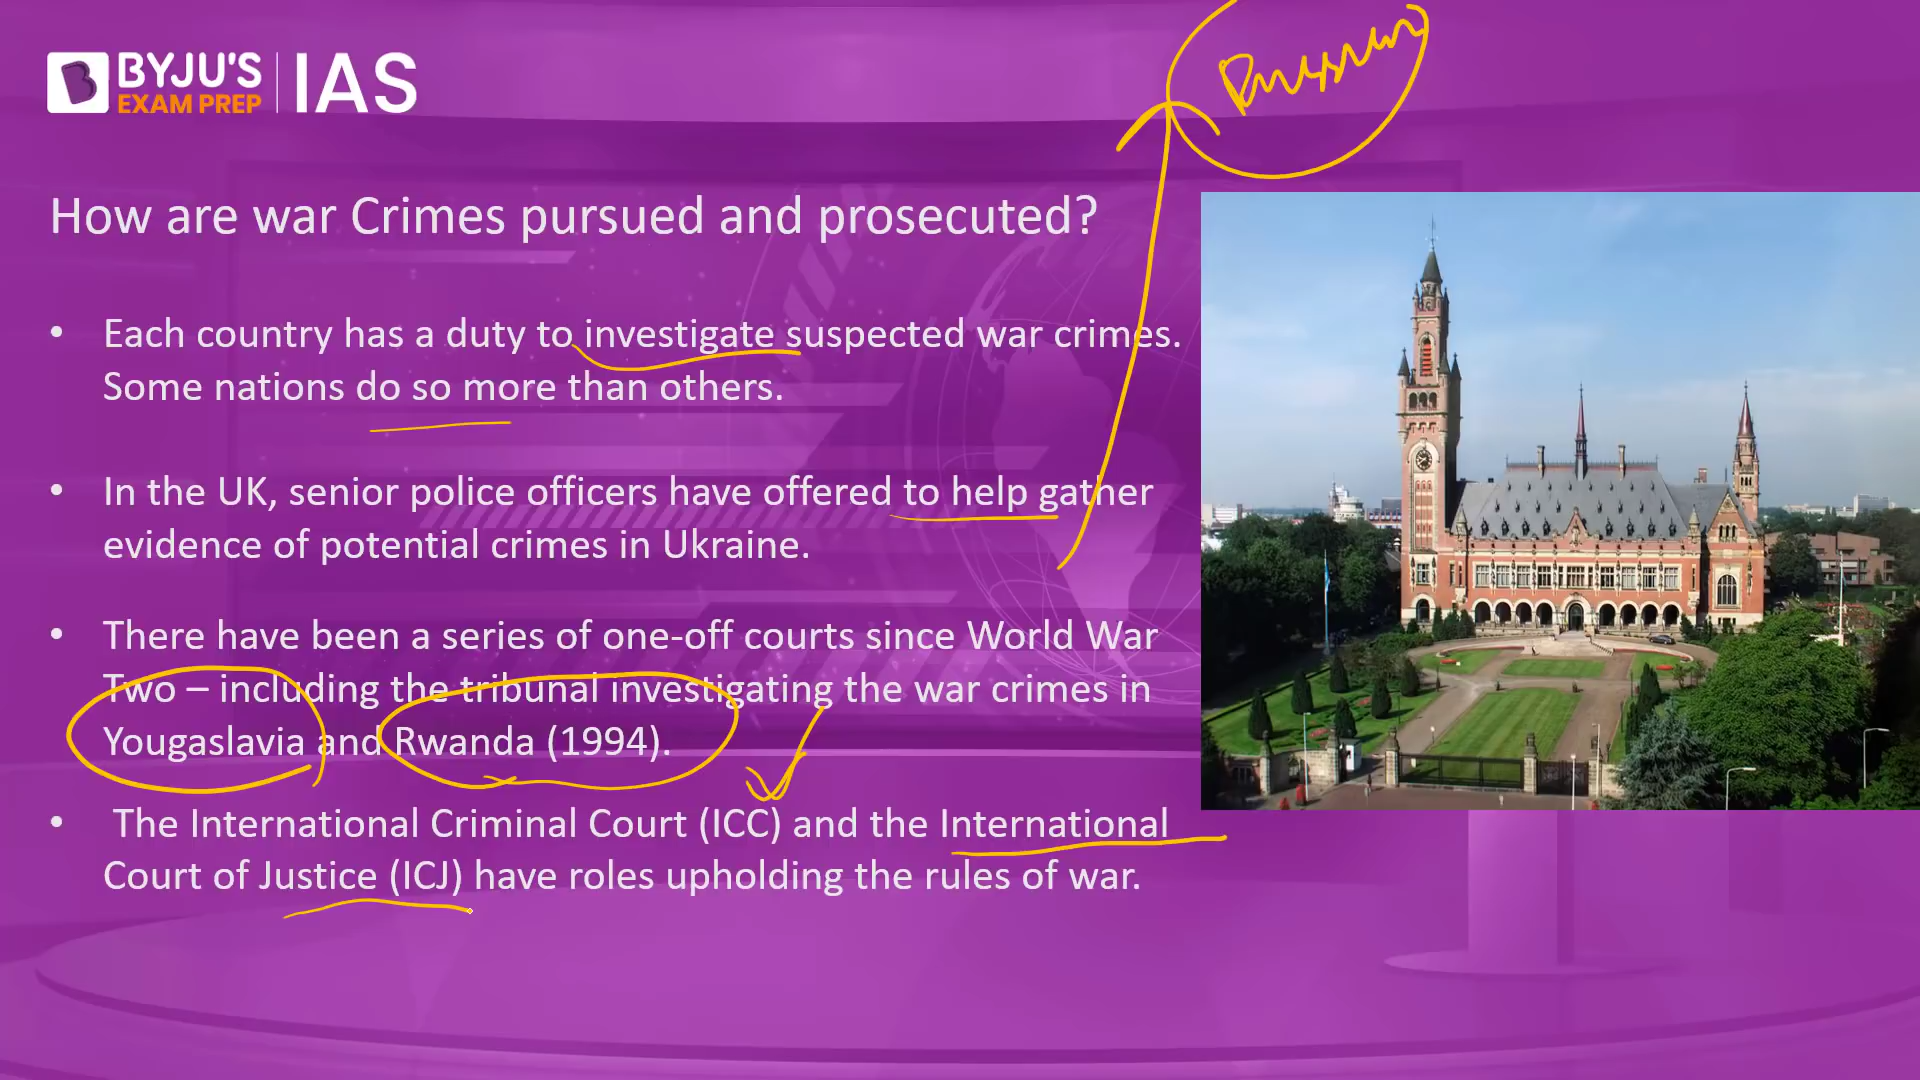 BYJU'S
EXAM PREP
IAS
How are war Crimes pursued and prosecuted?
• Each country has a duty to investigate suspected war crimes.
Some nations do so more than others.
• In the UK, senior police officers have offered to help gather
evidence of potential crimes in Ukraine.
• There have been a series of one-off courts since World War
Two – including the tribunal investigating the war crimes in
Yougaslavia and Rwanda (1994).
• The International Criminal Court (ICC) and the International
Court of Justice (ICJ) have roles upholding the rules of war.